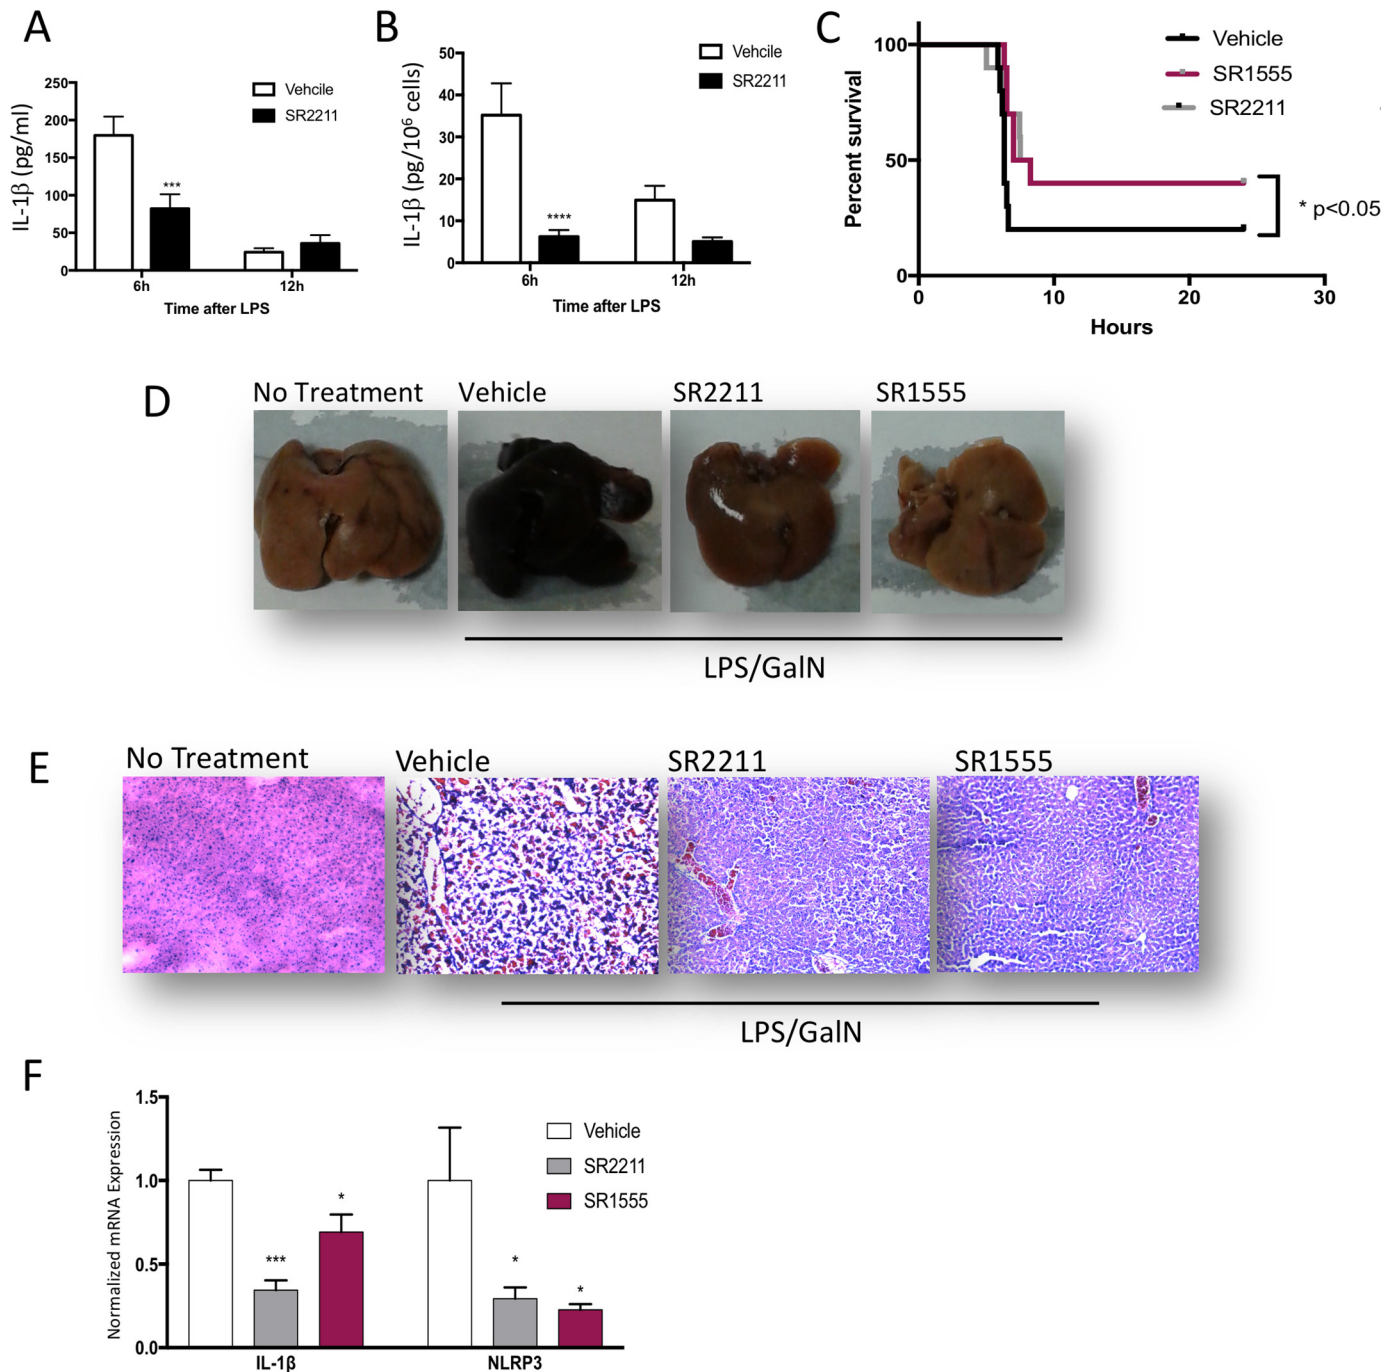 A
IL-1β (pg/ml)
250
200
150
100
50
0
Vehcile
SR2211
***
6h
12h
Time after LPS
B
IL-1β (pg/10⁶ cells)
50
40
30
20
10
0
Vehcile
SR2211
****
6h
12h
Time after LPS
C
Percent survival
100
50
0
Vehicle
SR1555
SR2211
* p<0.05
0
10
20
30
Hours
D
No Treatment
Vehicle
SR2211
SR1555
LPS/GalN
E
No Treatment
Vehicle
SR2211
SR1555
LPS/GalN
F
Normalized mRNA Expression
1.5
1.0
0.5
0.0
Vehicle
SR2211
SR1555
***
*
*
*
IL-1β
NLRP3